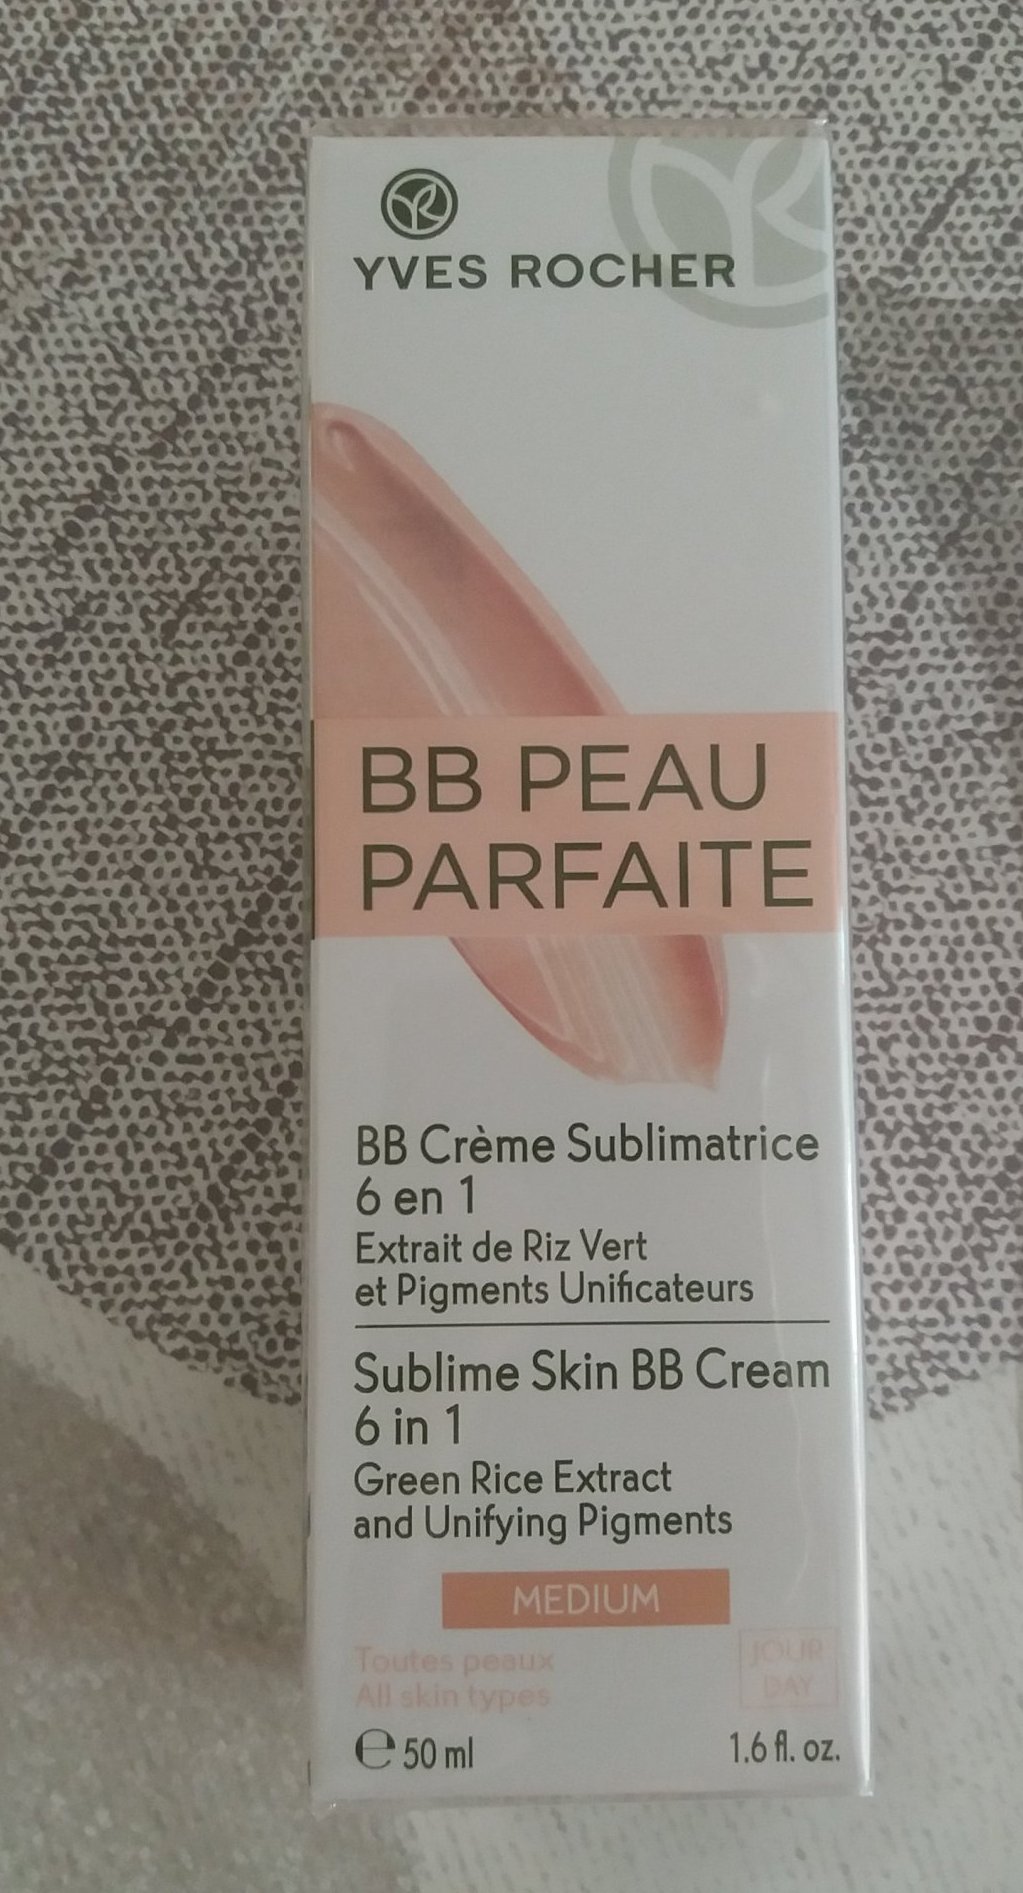 YVES ROCHER
BB PEAU
PARFAITE
BB Crème Sublimatrice
6 en 1
Extrait de Riz Vert
et Pigments Unificateurs
Sublime Skin BB Cream
6 in 1
Green Rice Extract
and Unifying Pigments
MEDIUM
Toutes peaux
All skin types
JOUR
DAY
℮ 50 ml
1.6 fl. oz.